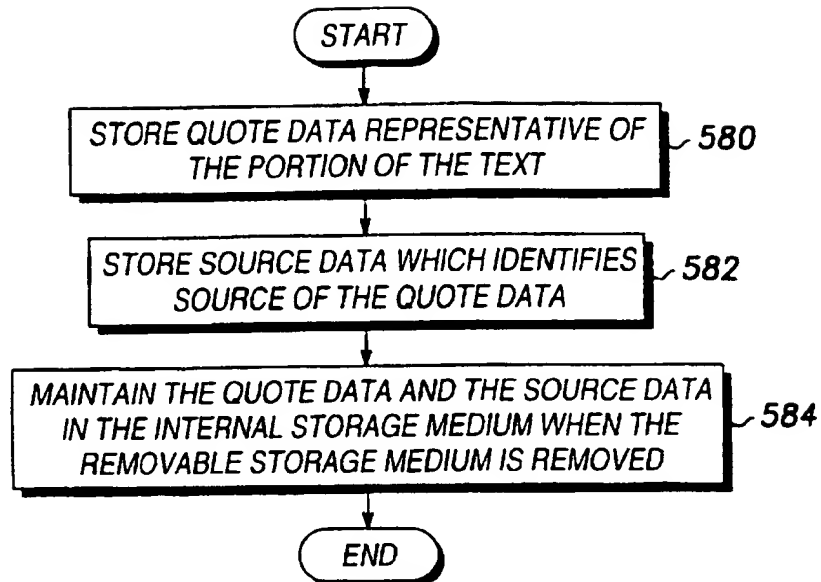 START
STORE QUOTE DATA REPRESENTATIVE OF
THE PORTION OF THE TEXT
580
STORE SOURCE DATA WHICH IDENTIFIES
SOURCE OF THE QUOTE DATA
582
MAINTAIN THE QUOTE DATA AND THE SOURCE DATA
IN THE INTERNAL STORAGE MEDIUM WHEN THE
REMOVABLE STORAGE MEDIUM IS REMOVED
584
END